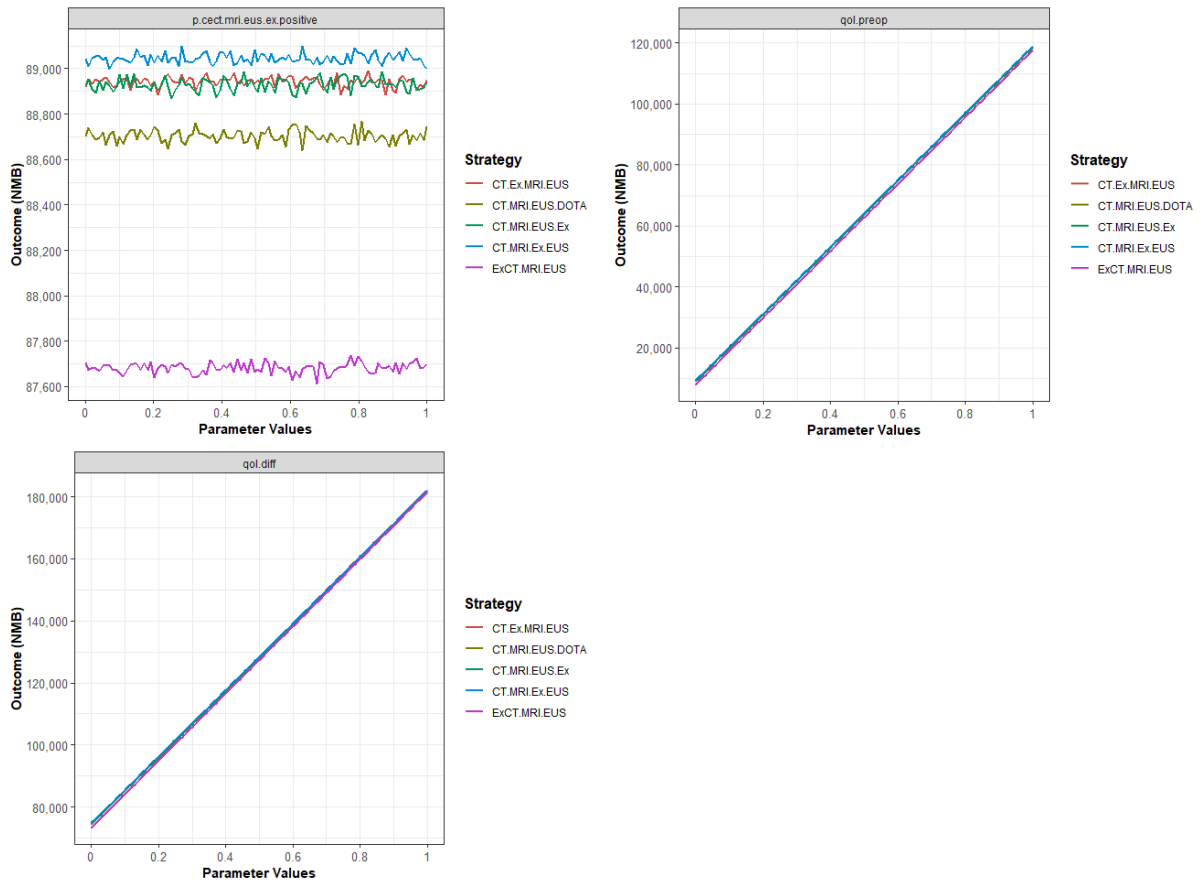 p.cect.mri.eus.ex.positive
89,000
88,800
88,600
88,400
88,200
88,000
87,800
87,600
Outcome (NMB)
0 0.2 0.4 0.6 0.8 1
Parameter Values
Strategy
CT.Ex.MRI.EUS
CT.MRI.EUS.DOTA
CT.MRI.EUS.Ex
CT.MRI.Ex.EUS
ExCT.MRI.EUS
qol.preop
120,000
100,000
80,000
60,000
40,000
20,000
Outcome (NMB)
0 0.2 0.4 0.6 0.8 1
Parameter Values
Strategy
CT.Ex.MRI.EUS
CT.MRI.EUS.DOTA
CT.MRI.EUS.Ex
CT.MRI.Ex.EUS
ExCT.MRI.EUS
qol.diff
180,000
160,000
140,000
120,000
100,000
80,000
Outcome (NMB)
0 0.2 0.4 0.6 0.8 1
Parameter Values
Strategy
CT.Ex.MRI.EUS
CT.MRI.EUS.DOTA
CT.MRI.EUS.Ex
CT.MRI.Ex.EUS
ExCT.MRI.EUS